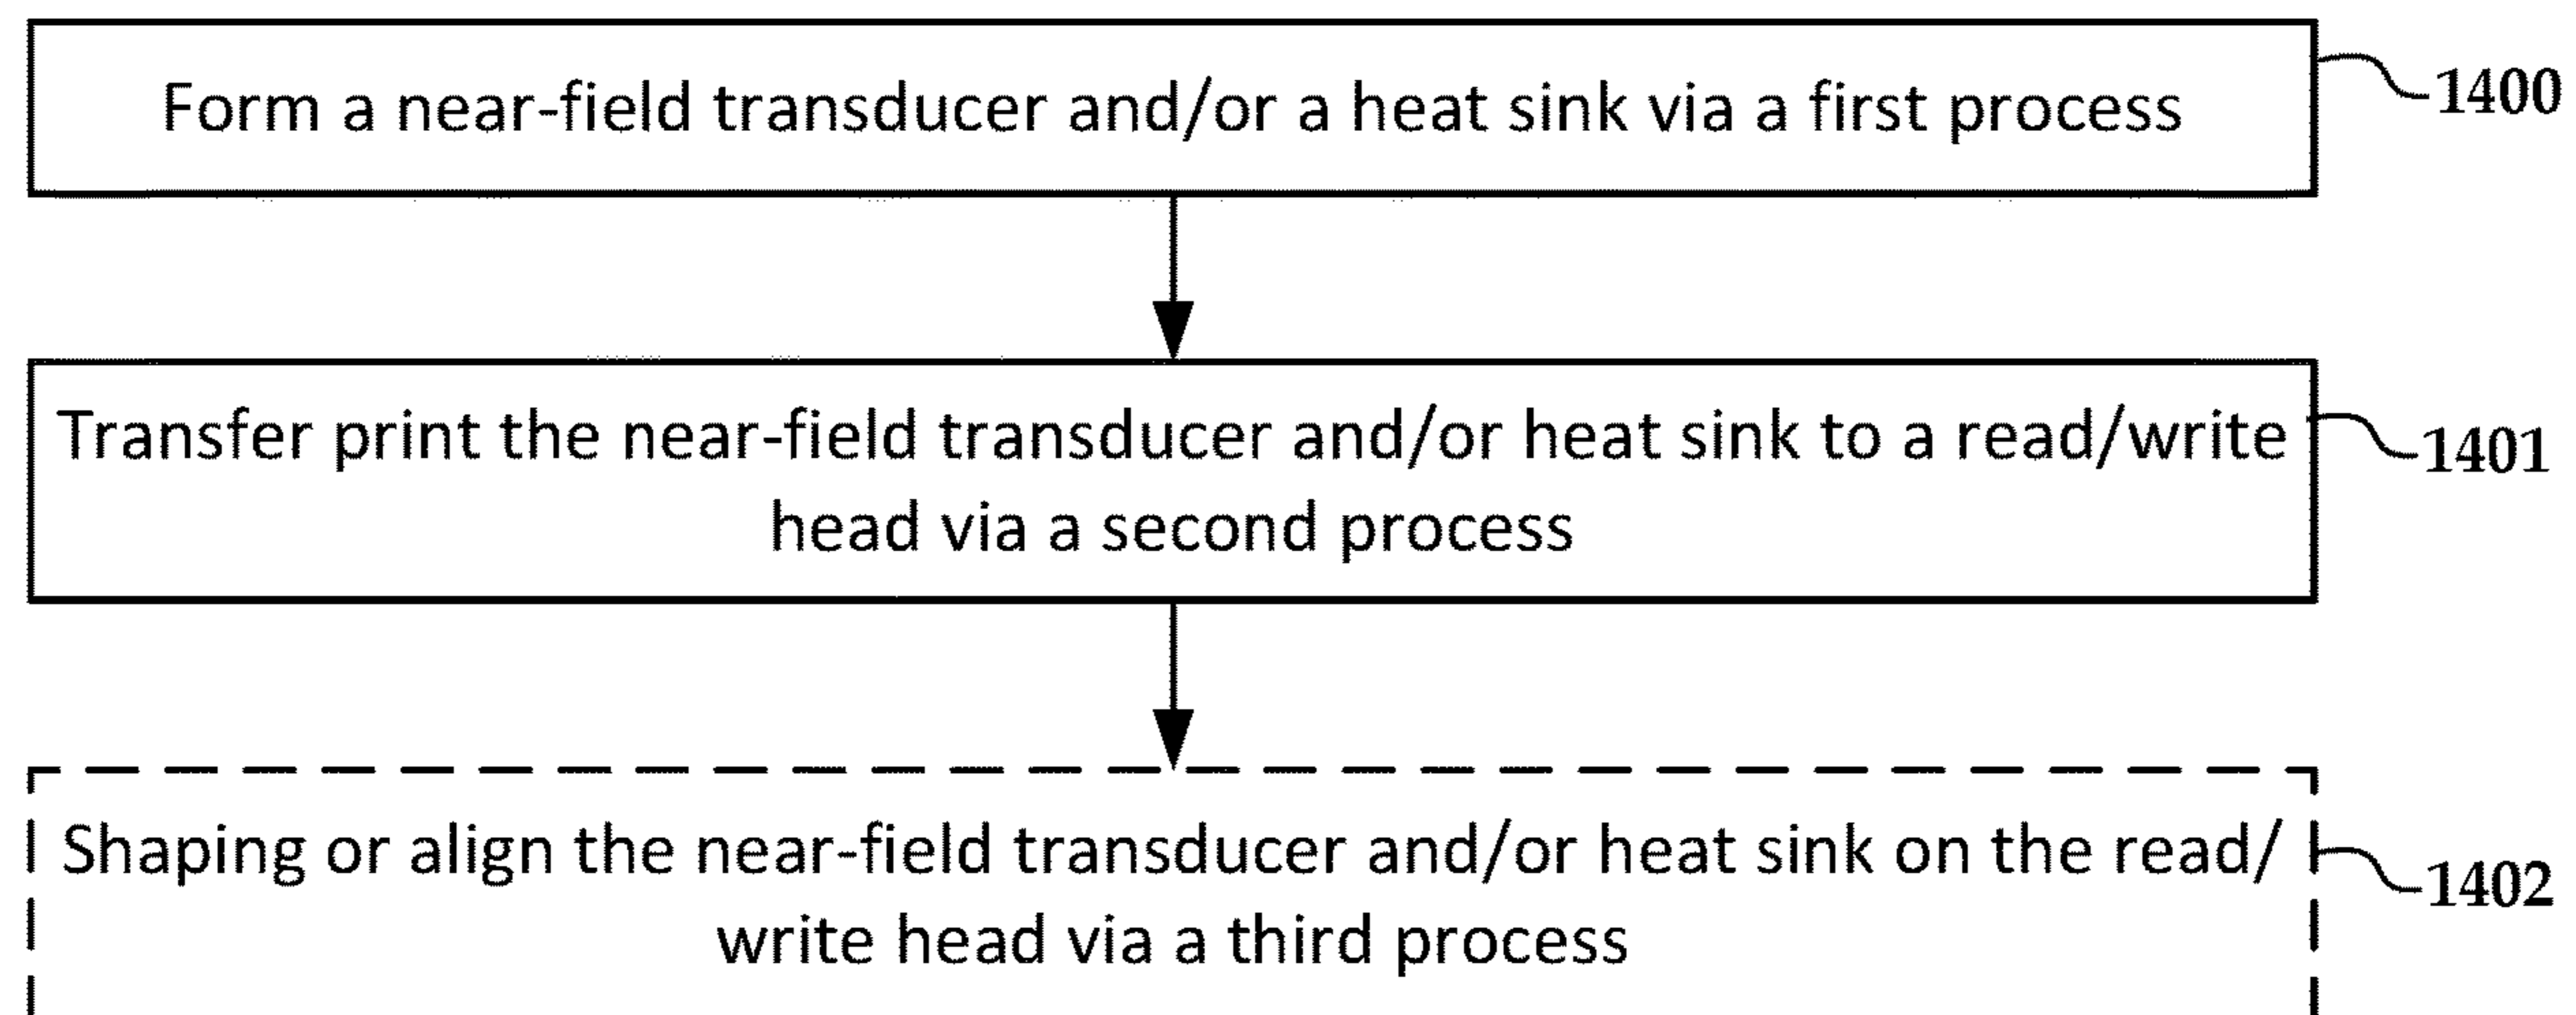 Form a near-field transducer and/or a heat sink via a first process
1400
Transfer print the near-field transducer and/or heat sink to a read/write
head via a second process
1401
Shaping or align the near-field transducer and/or heat sink on the read/
write head via a third process
1402